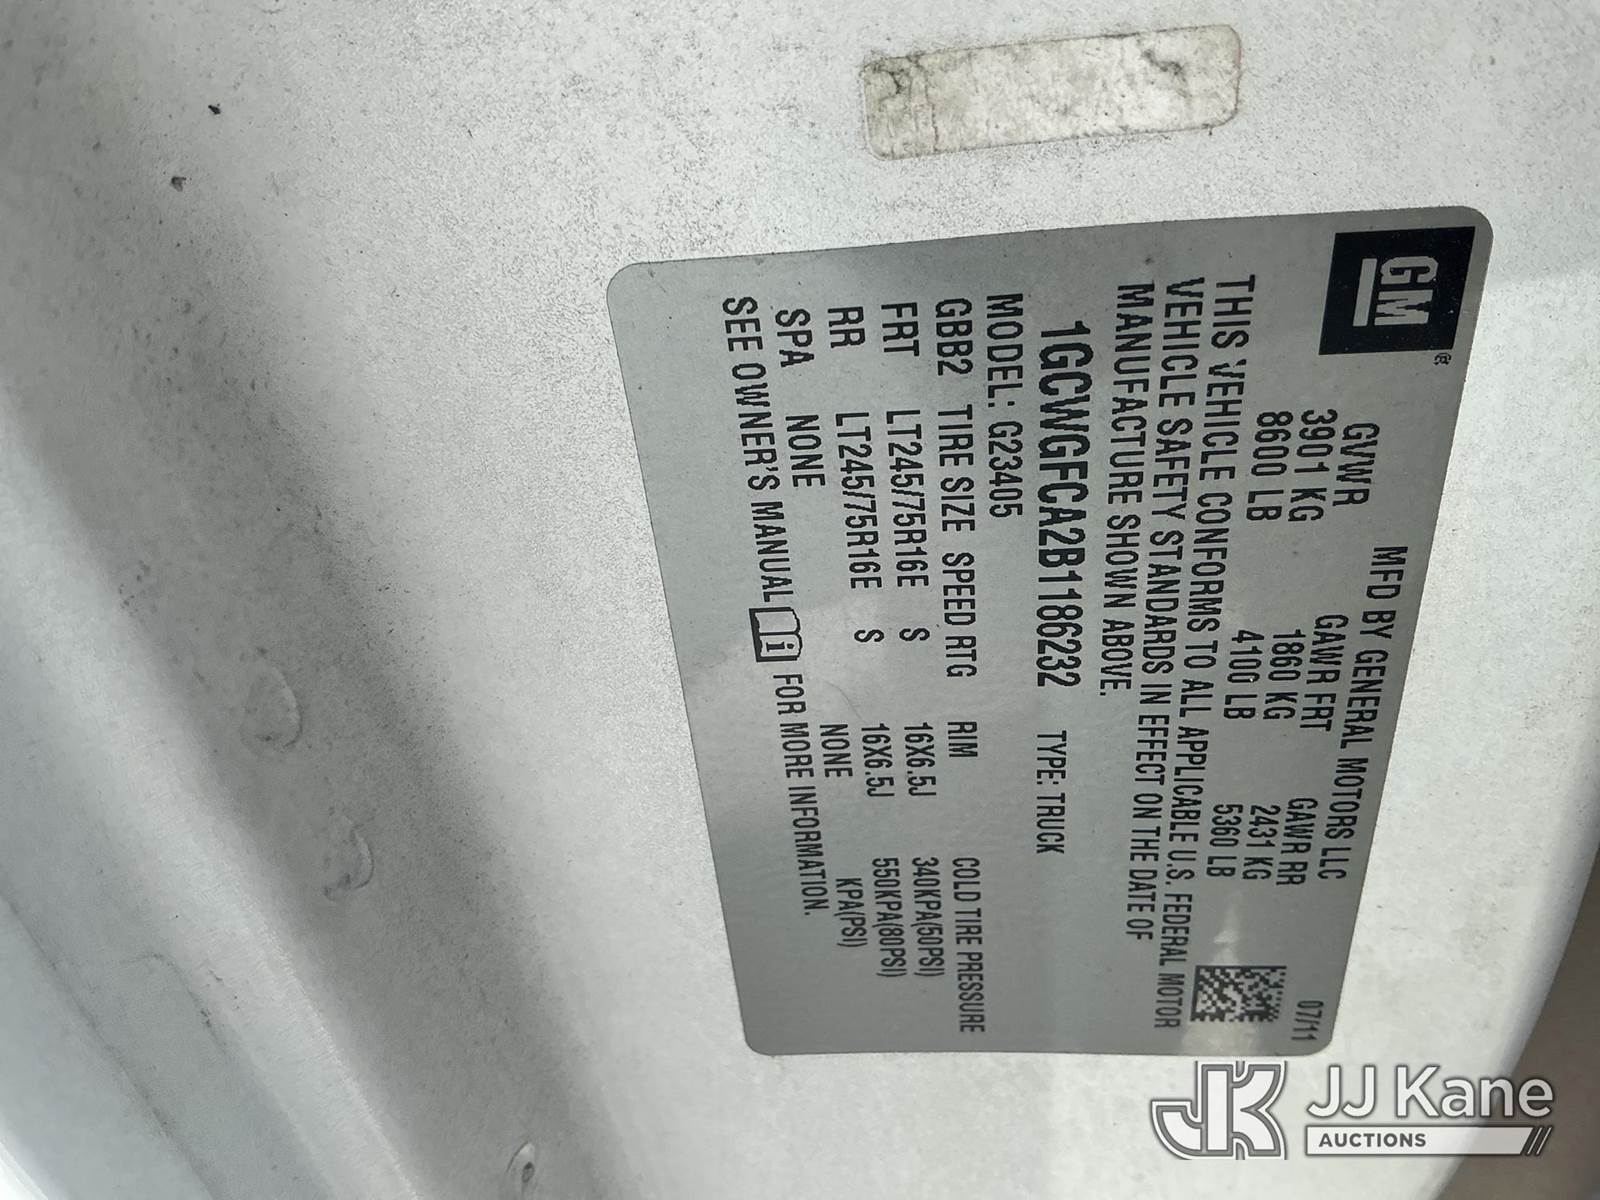 GM®
MFD BY GENERAL MOTORS LLC 07/11
GVWR GAWR FRT GAWR RR
3901 KG 1860 KG 2431 KG
8600 LB 4100 LB 5360 LB
THIS VEHICLE CONFORMS TO ALL APPLICABLE U.S. FEDERAL MOTOR
VEHICLE SAFETY STANDARDS IN EFFECT ON THE DATE OF
MANUFACTURE SHOWN ABOVE.
1GCWGFCA2B1186232 TYPE: TRUCK
MODEL: G23405
GBB2 TIRE SIZE SPEED RTG RIM COLD TIRE PRESSURE
FRT LT245/75R16E S 16X6.5J 340KPA(50PSI)
RR LT245/75R16E S 16X6.5J 550KPA(80PSI)
SPA NONE NONE KPA(PSI)
SEE OWNER'S MANUAL i FOR MORE INFORMATION.
JK JJ Kane
AUCTIONS